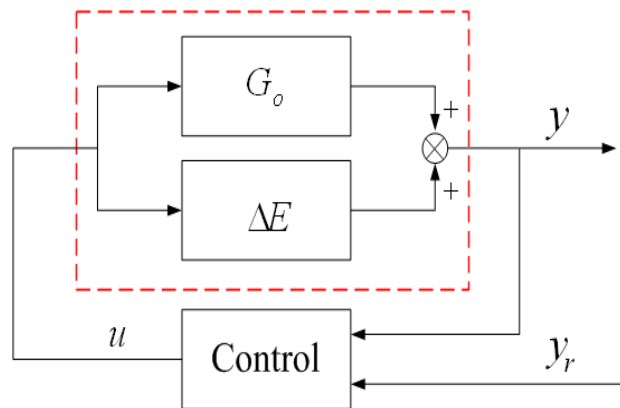 G_o
+
y
ΔE
+
u
Control
y_r